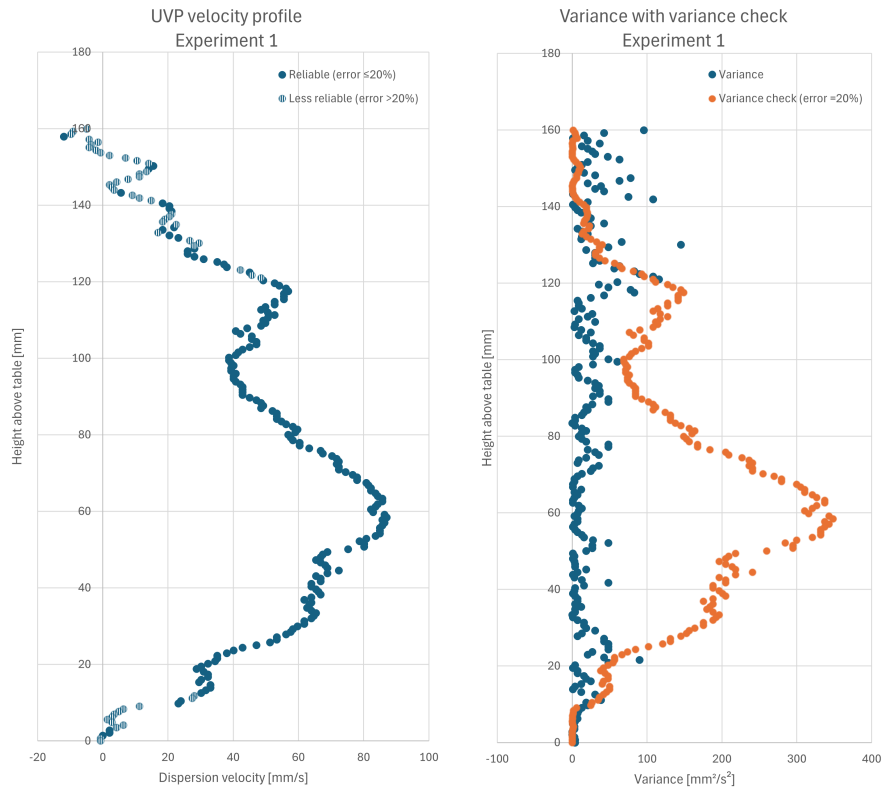 UVP velocity profile
Experiment 1
180
160
140
120
100
80
60
40
20
0
-20
0
20
40
60
80
100
Reliable (error ≤20%)
Less reliable (error >20%)
Height above table [mm]
Dispersion velocity [mm/s]
Variance with variance check
Experiment 1
180
160
140
120
100
80
60
40
20
0
-100
0
100
200
300
400
Variance
Variance check (error =20%)
Height above table [mm]
Variance [mm²/s²]